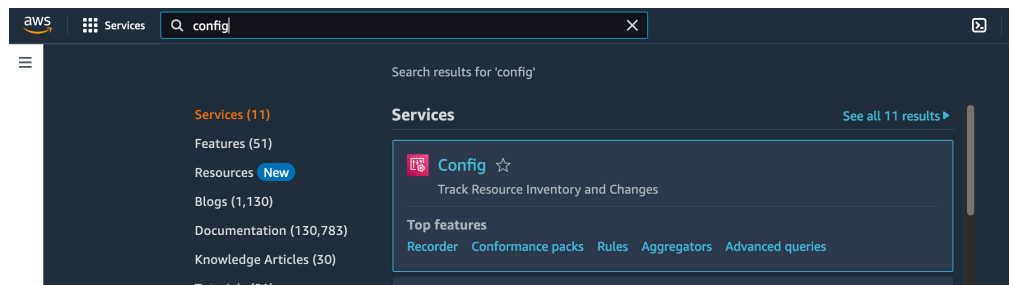 aws
Services
config
Search results for 'config'
Services (11)
Features (51)
Resources New
Blogs (1,130)
Documentation (130,783)
Knowledge Articles (30)
Services
See all 11 results
Config
Track Resource Inventory and Changes
Top features
Recorder Conformance packs Rules Aggregators Advanced queries